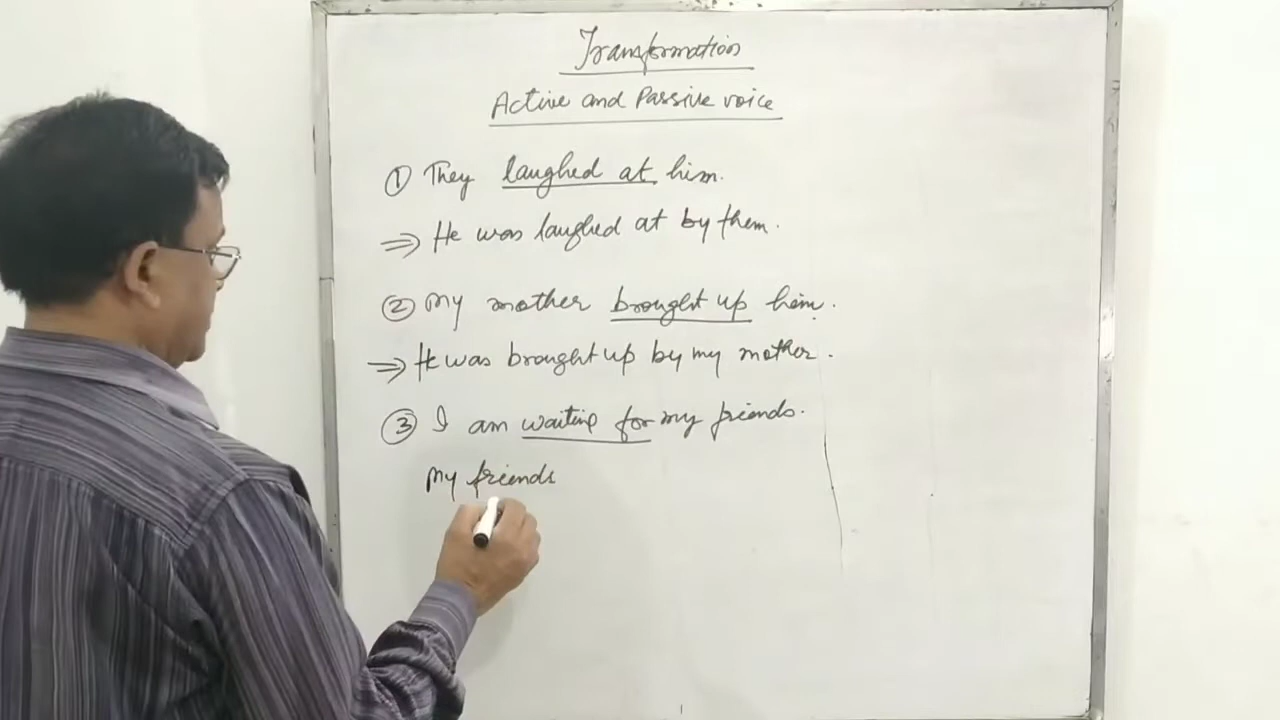 Transformation
Active and Passive voice
① They laughed at him.
⇒ He was laughed at by them.
② My mother brought up him.
⇒ He was brought up by my mother.
③ I am waiting for my friends.
My friends